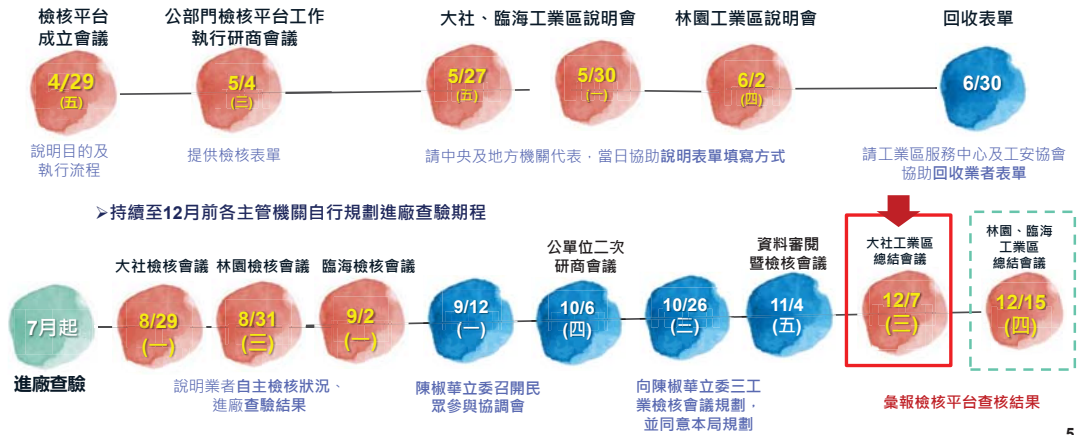 檢核平台
成立會議
公部門檢核平台工作
執行研商會議
大社、臨海工業區說明會
林園工業區說明會
回收表單
4/29
(五)
5/4
(三)
5/27
(五)
5/30
(一)
6/2
(四)
6/30
說明目的及
執行流程
提供檢核表單
請中央及地方機關代表，當日協助說明表單填寫方式
請工業區服務中心及工安協會
協助回收業者表單
➢持續至12月前各主管機關自行規劃進廠查驗期程
大社檢核會議
林園檢核會議
臨海檢核會議
公單位二次
研商會議
資料審閱
暨檢核會議
大社工業區
總結會議
林園、臨海
工業區
總結會議
7月起
8/29
(一)
8/31
(三)
9/2
(一)
9/12
(一)
10/6
(四)
10/26
(三)
11/4
(五)
12/7
(三)
12/15
(四)
進廠查驗
說明業者自主檢核狀況、
進廠查驗結果
陳椒華立委召開民
眾參與協調會
向陳椒華立委三工
業檢核會議規劃，
並同意本局規劃
彙報檢核平台查核結果
5